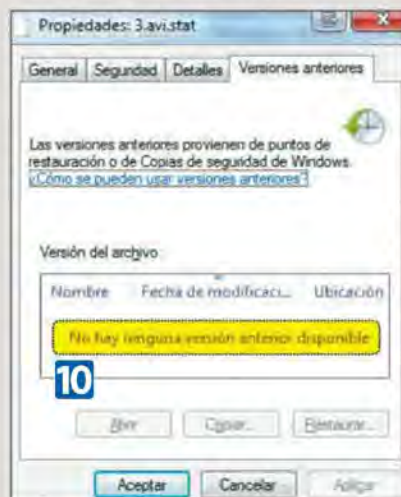 Propiedades: 3.avi.stat
General Seguridad Detalles Versiones anteriores
Las versiones anteriores provienen de puntos de
restauración o de Copias de seguridad de Windows.
¿Cómo se pueden usar versiones anteriores?
Versión del archivo
Nombre Fecha de modificaci... Ubicación
No hay ninguna versión anterior disponible
10
Abrir Copiar... Restaurar...
Aceptar Cancelar Aplicar